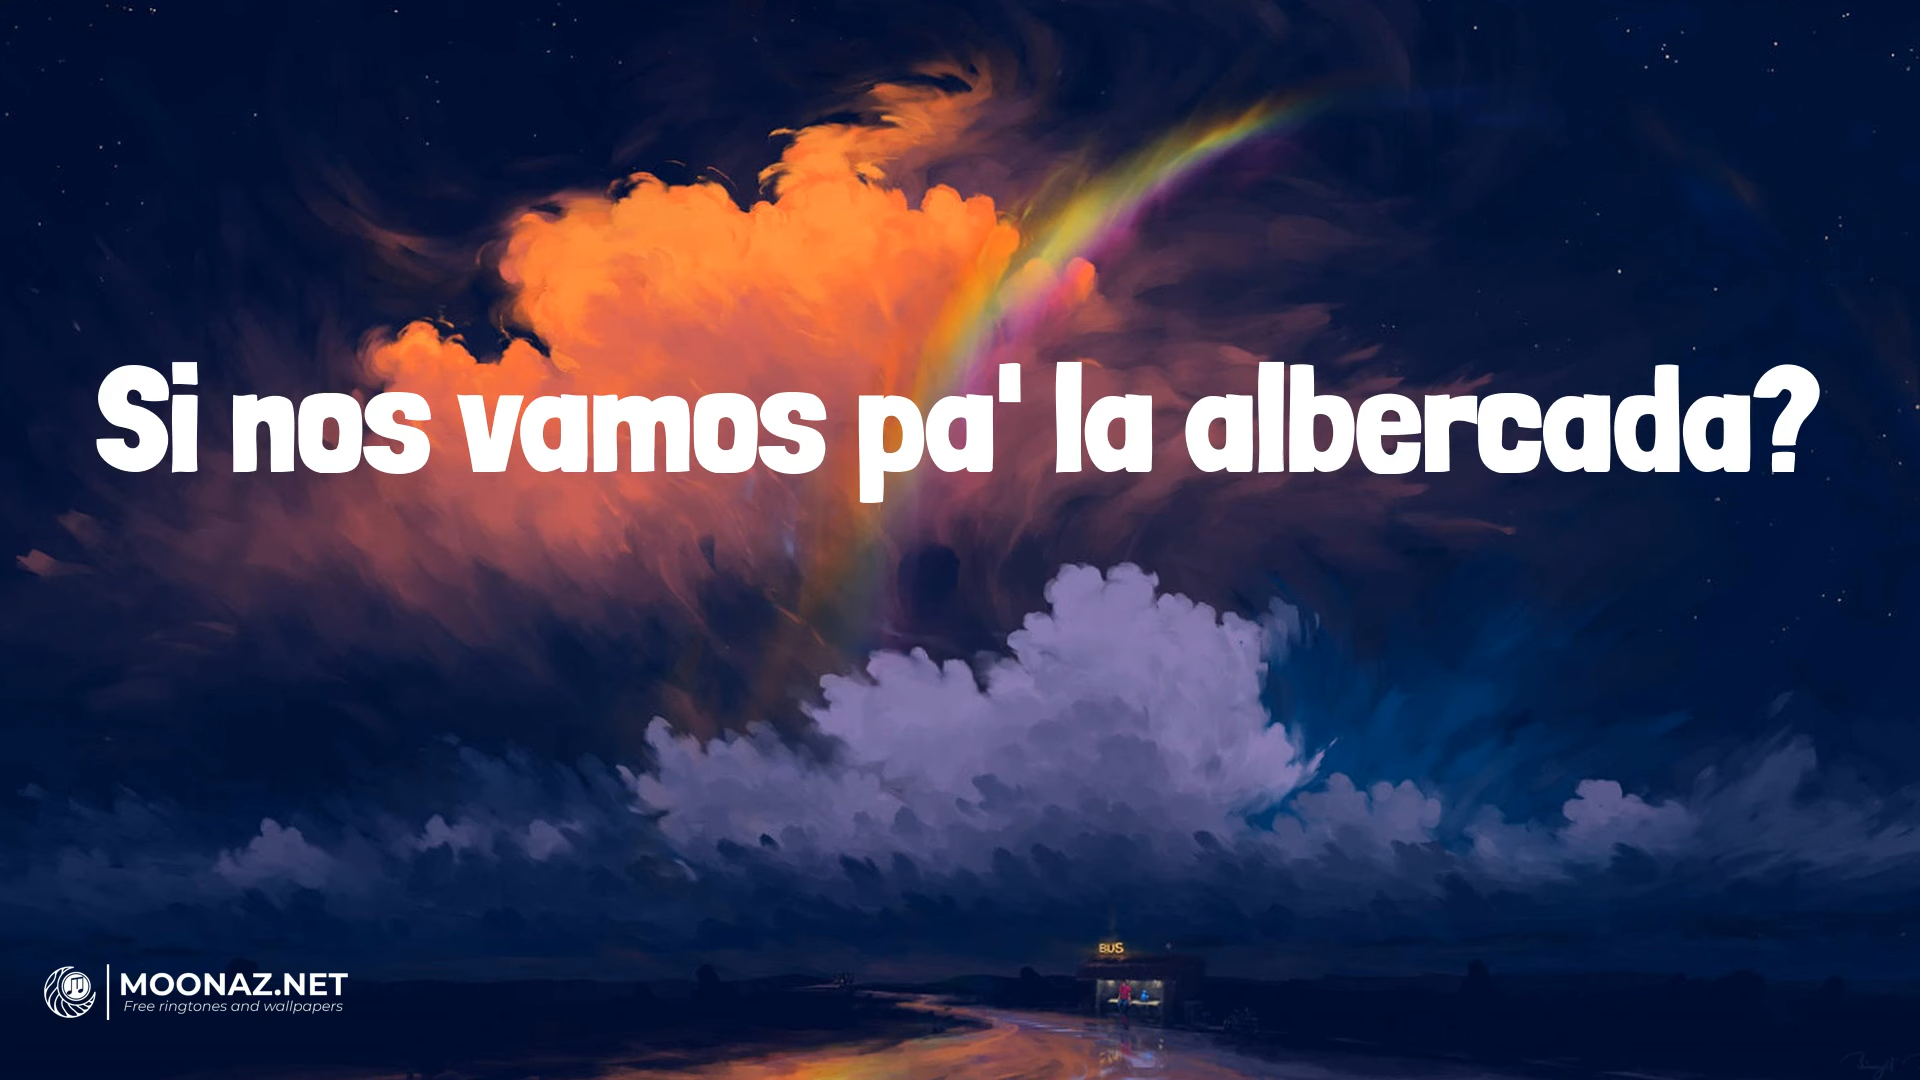 Si nos vamos pa' la albercada?
BUS
MOONAZ.NET
Free ringtones and wallpapers